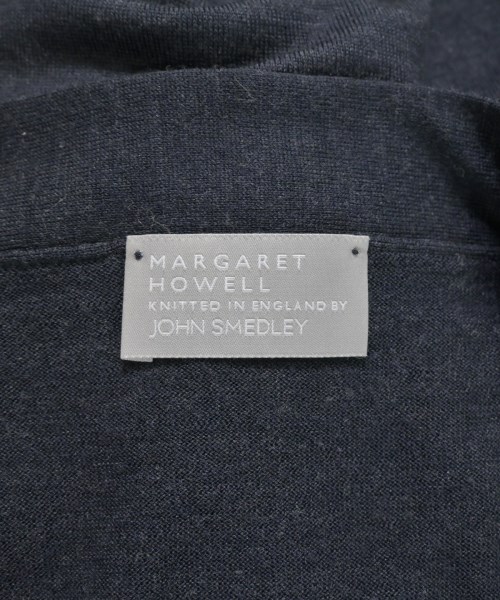 MARGARET
HOWELL
KNITTED IN ENGLAND BY
JOHN SMEDLEY